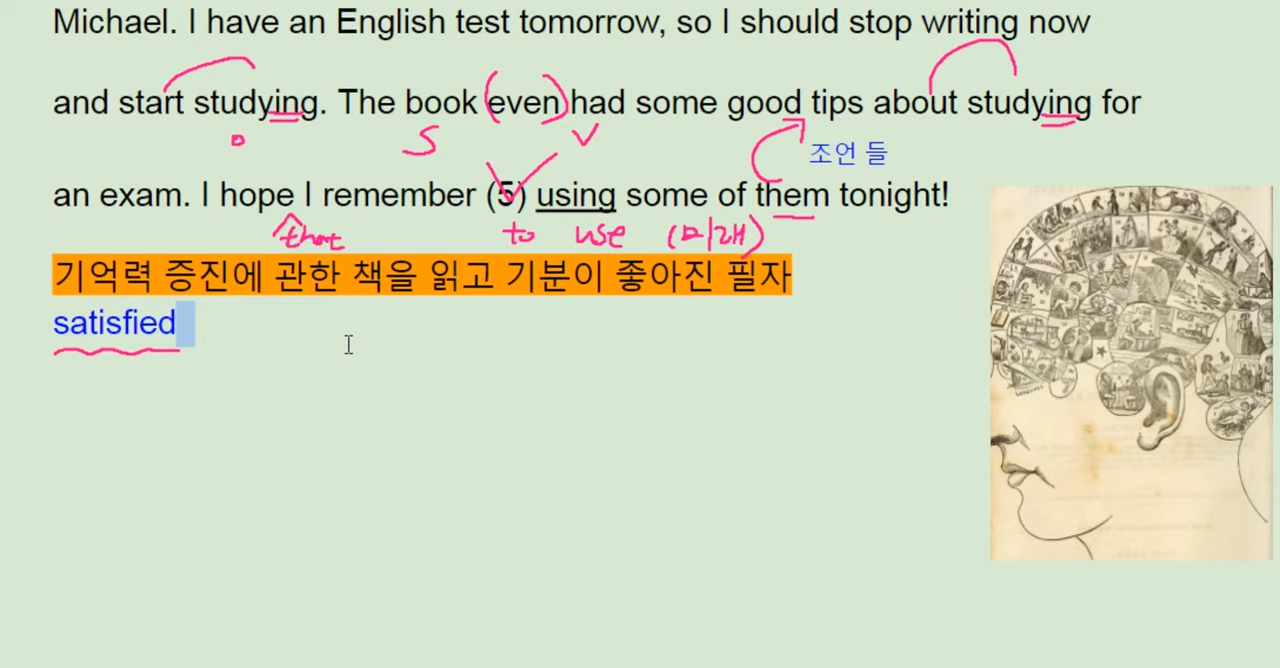 Michael. I have an English test tomorrow, so I should stop writing now
and start studying. The book (even) had some good tips about studying for
o S v 조언 들
an exam. I hope I remember (5) using some of them tonight!
that to use (미래)
기억력 증진에 관한 책을 읽고 기분이 좋아진 필자
satisfied